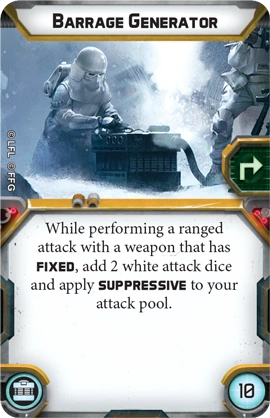 BARRAGE GENERATOR
© LFL © FFG
While performing a ranged
attack with a weapon that has
FIXED, add 2 white attack dice
and apply SUPPRESSIVE to your
attack pool.
10